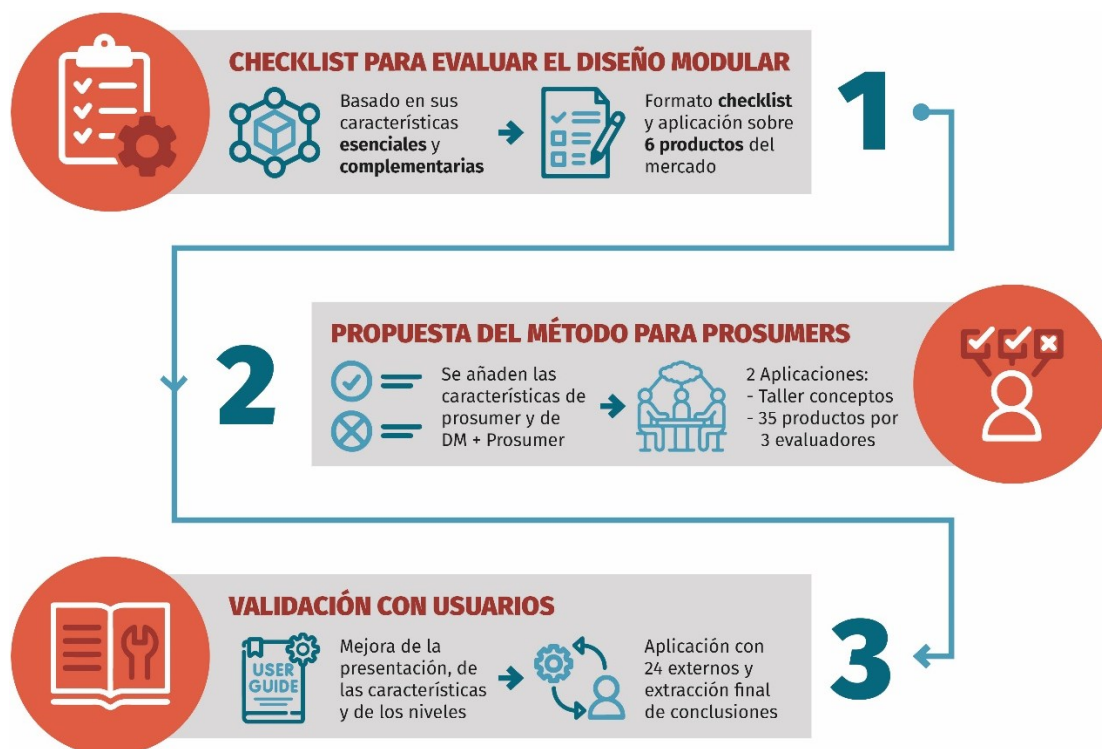 CHECKLIST PARA EVALUAR EL DISEÑO MODULAR
Basado en sus
características
esenciales y
complementarias
Formato checklist
y aplicación sobre
6 productos del
mercado
1
2
PROPUESTA DEL MÉTODO PARA PROSUMERS
Se añaden las
características de
prosumer y de
DM + Prosumer
2 Aplicaciones:
- Taller conceptos
- 35 productos por
3 evaluadores
VALIDACIÓN CON USUARIOS
USER
GUIDE
Mejora de la
presentación, de
las características
y de los niveles
Aplicación con
24 externos y
extracción final
de conclusiones
3